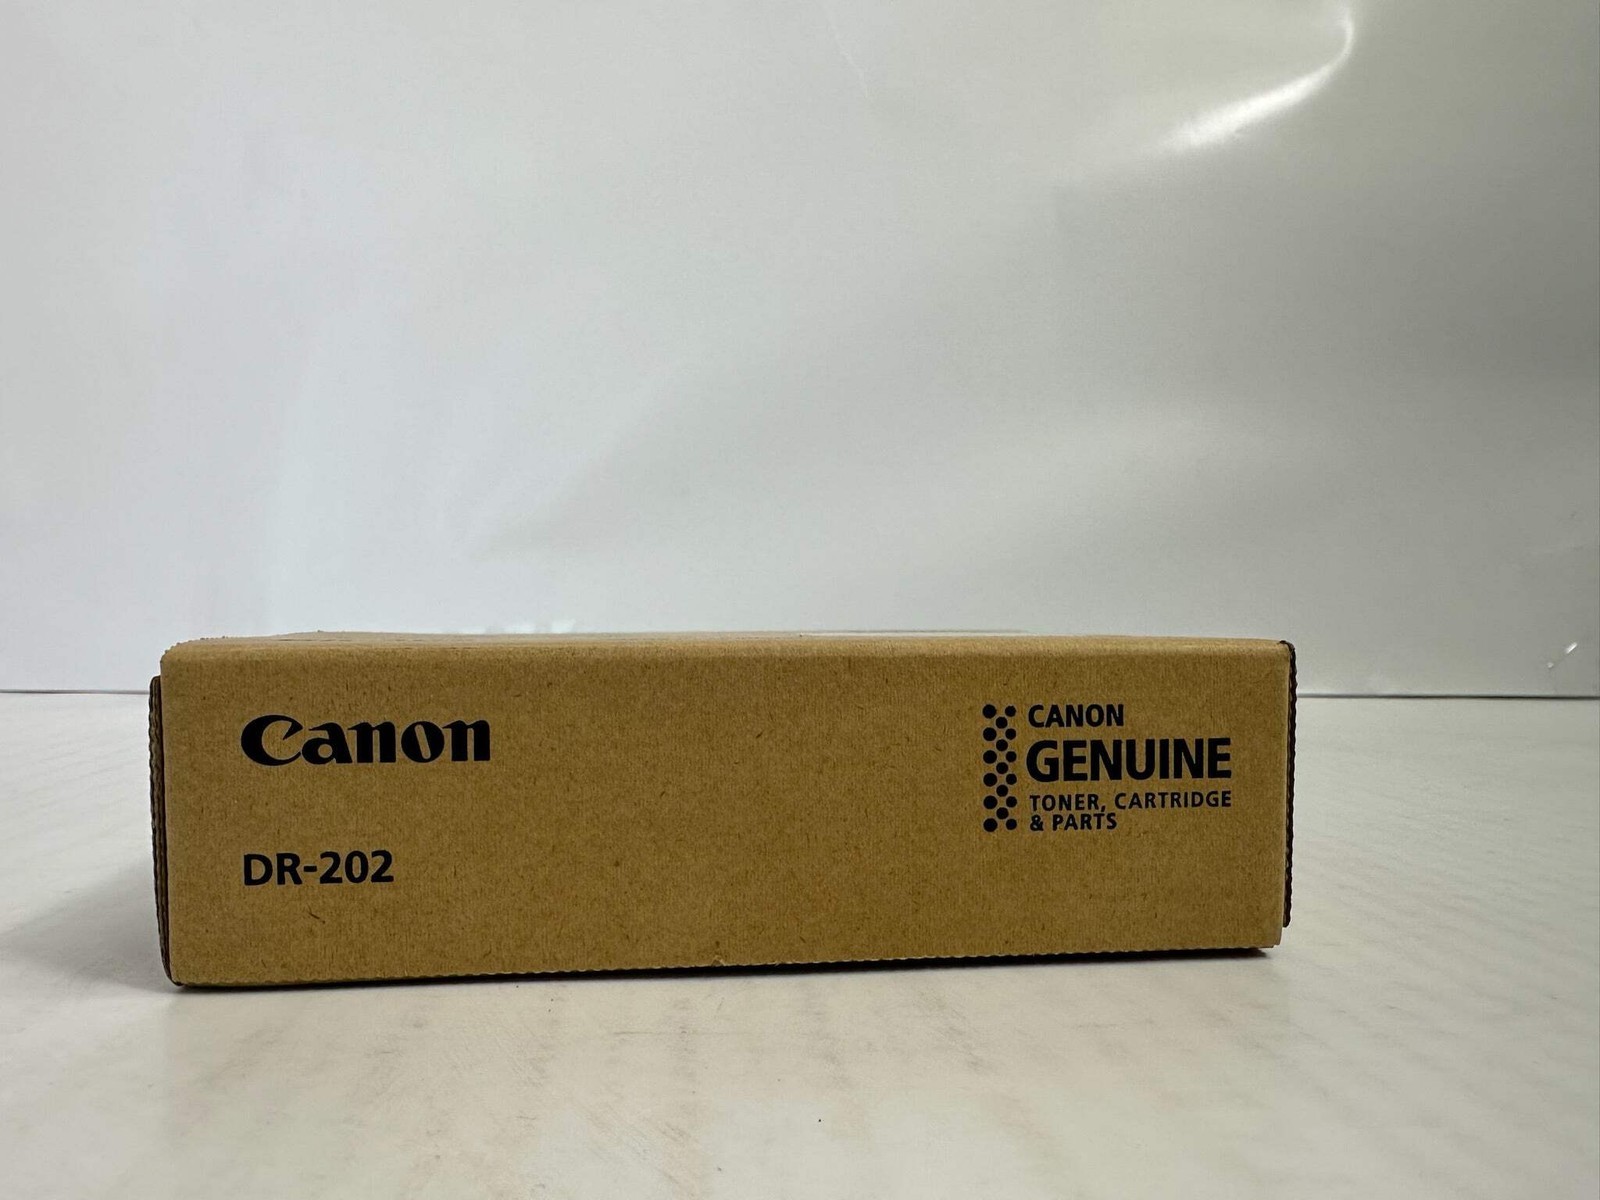 Canon
DR-202
CANON
GENUINE
TONER, CARTRIDGE
& PARTS